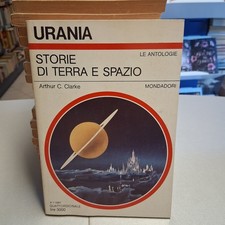 URANIA
LE ANTOLOGIE
STORIE
DI TERRA E SPAZIO
Arthur C. Clarke
MONDADORI